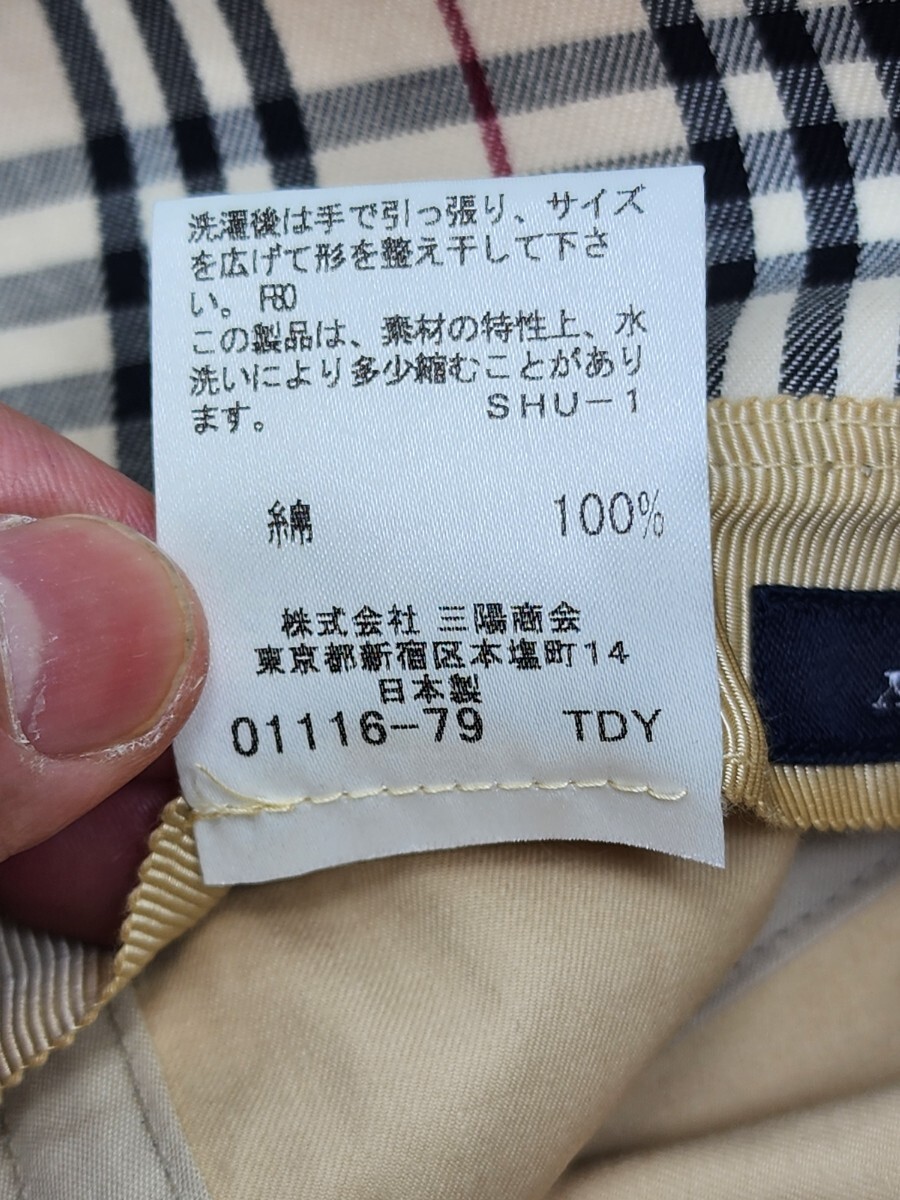 洗濯後は手で引っ張り、サイズ
を広げて形を整え干して下さ
い。F80
この製品は、素材の特性上、水
洗いにより多少縮むことがあり
ます。 SHU-1
綿 100%
株式会社 三陽商会
東京都新宿区本塩町14
日本製
01116-79 TDY